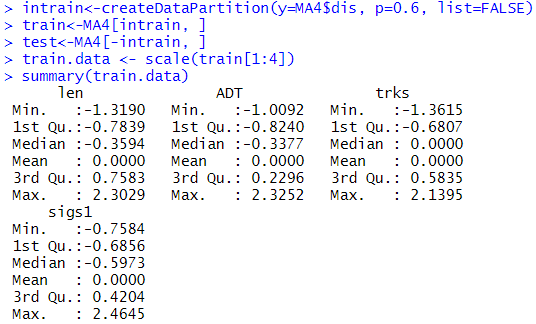 > intrain<-createDataPartition(y=MA4$dis, p=0.6, list=FALSE)
> train<-MA4[intrain, ]
> test<-MA4[-intrain, ]
> train.data <- scale(train[1:4])
> summary(train.data)
len ADT trks
Min. :-1.3190 Min. :-1.0092 Min. :-1.3615
1st Qu.:-0.7839 1st Qu.:-0.8240 1st Qu.:-0.6807
Median :-0.3594 Median :-0.3377 Median : 0.0000
Mean : 0.0000 Mean : 0.0000 Mean : 0.0000
3rd Qu.: 0.7583 3rd Qu.: 0.2296 3rd Qu.: 0.5835
Max. : 2.3029 Max. : 2.3252 Max. : 2.1395
sigs1
Min. :-0.7584
1st Qu.:-0.6856
Median :-0.5973
Mean : 0.0000
3rd Qu.: 0.4204
Max. : 2.4645